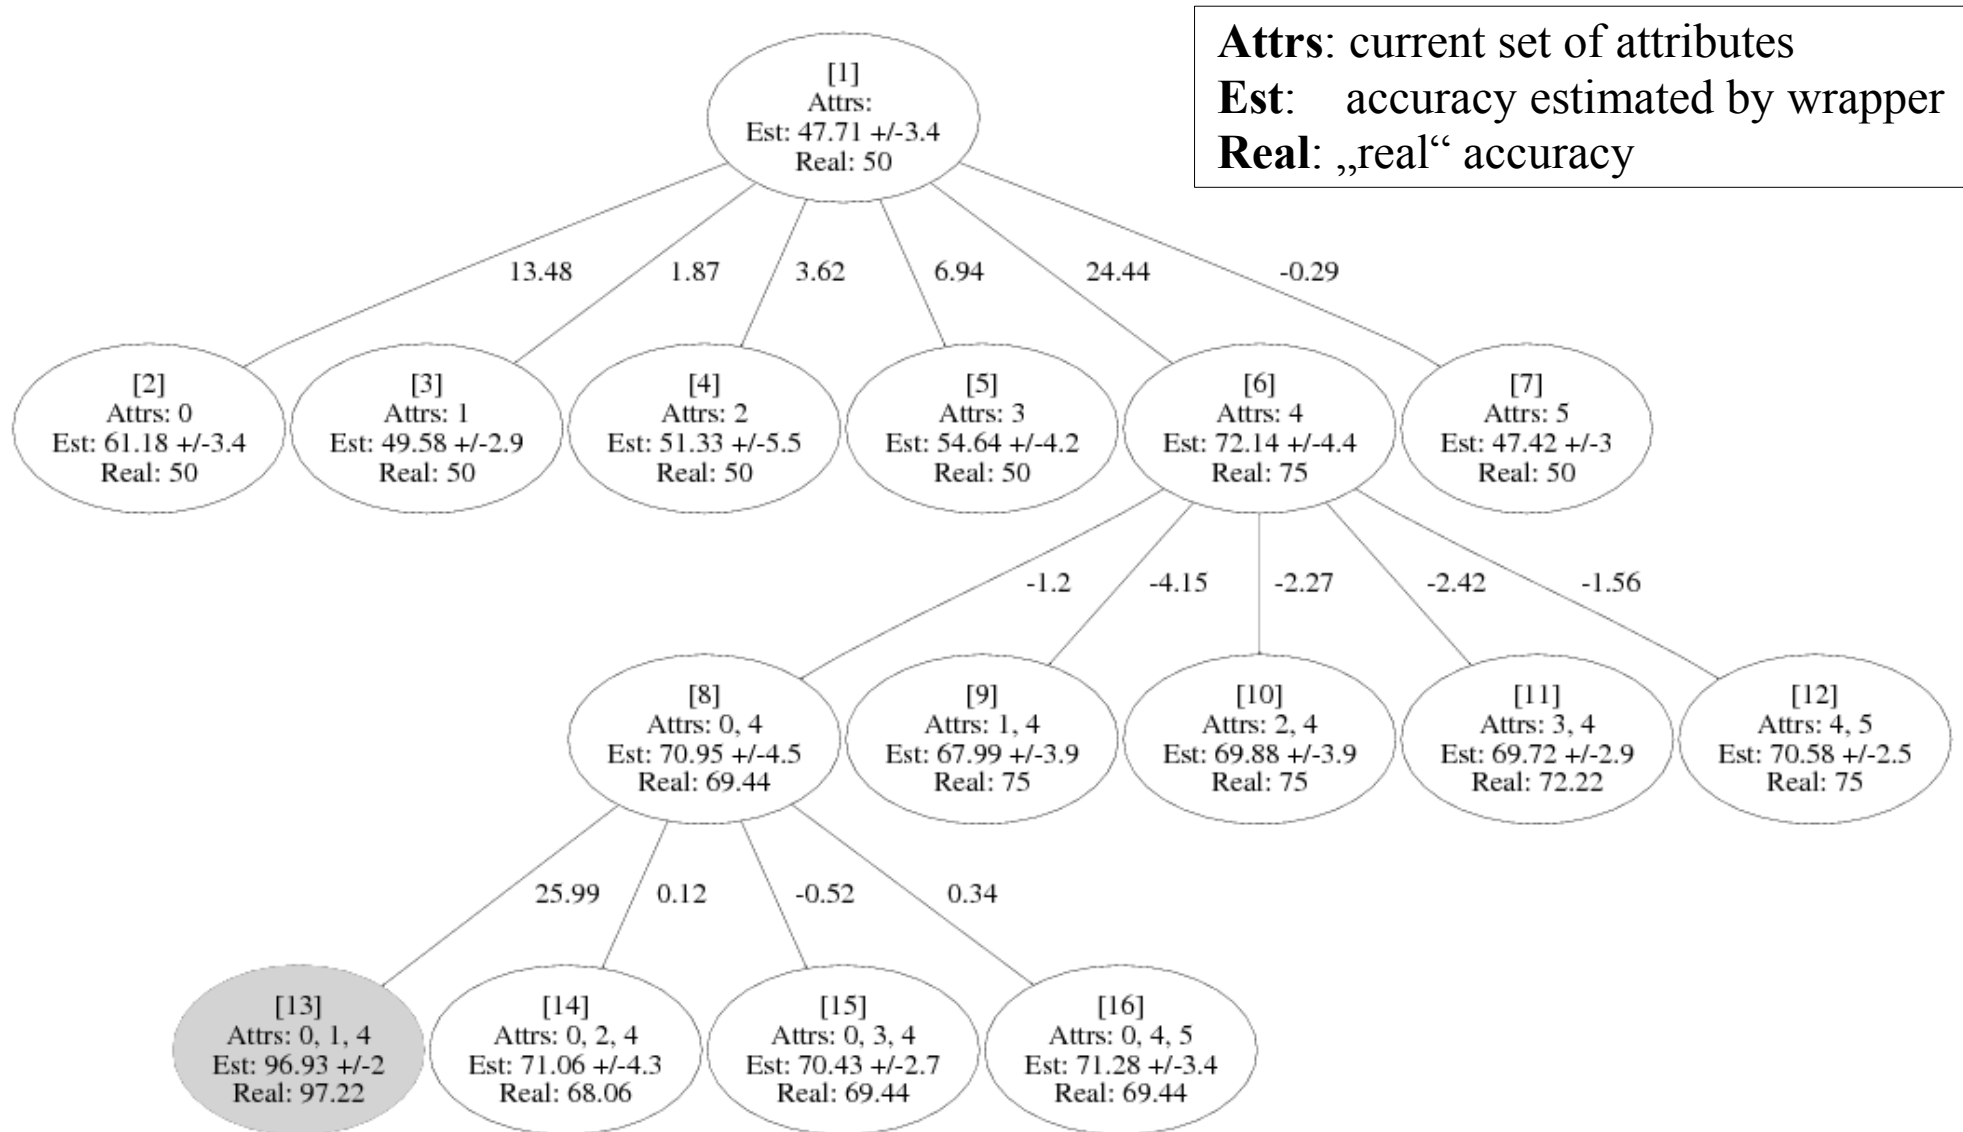 Attrs: current set of attributes
Est: accuracy estimated by wrapper
Real: „real“ accuracy
[1]
Attrs:
Est: 47.71 +/-3.4
Real: 50
13.48
1.87
3.62
6.94
24.44
-0.29
[2]
Attrs: 0
Est: 61.18 +/-3.4
Real: 50
[3]
Attrs: 1
Est: 49.58 +/-2.9
Real: 50
[4]
Attrs: 2
Est: 51.33 +/-5.5
Real: 50
[5]
Attrs: 3
Est: 54.64 +/-4.2
Real: 50
[6]
Attrs: 4
Est: 72.14 +/-4.4
Real: 75
[7]
Attrs: 5
Est: 47.42 +/-3
Real: 50
-1.2
-4.15
-2.27
-2.42
-1.56
[8]
Attrs: 0, 4
Est: 70.95 +/-4.5
Real: 69.44
[9]
Attrs: 1, 4
Est: 67.99 +/-3.9
Real: 75
[10]
Attrs: 2, 4
Est: 69.88 +/-3.9
Real: 75
[11]
Attrs: 3, 4
Est: 69.72 +/-2.9
Real: 72.22
[12]
Attrs: 4, 5
Est: 70.58 +/-2.5
Real: 75
25.99
0.12
-0.52
0.34
[13]
Attrs: 0, 1, 4
Est: 96.93 +/-2
Real: 97.22
[14]
Attrs: 0, 2, 4
Est: 71.06 +/-4.3
Real: 68.06
[15]
Attrs: 0, 3, 4
Est: 70.43 +/-2.7
Real: 69.44
[16]
Attrs: 0, 4, 5
Est: 71.28 +/-3.4
Real: 69.44